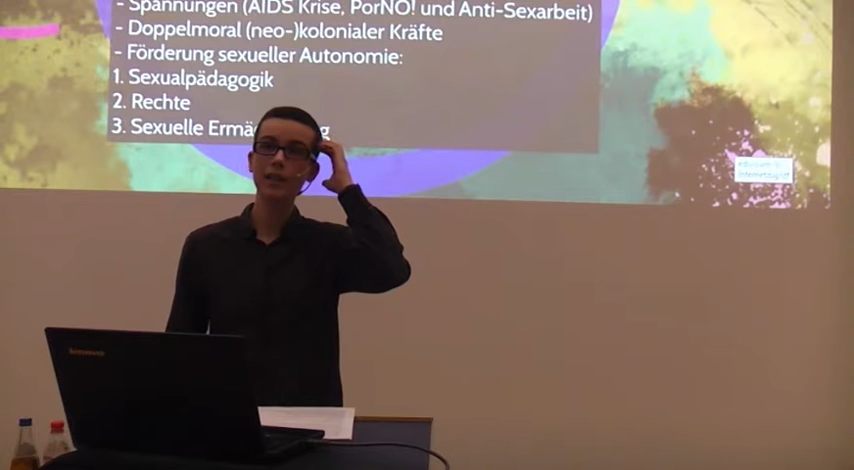 Spannungen (AIDS Krise, PorNO! und Anti-Sexarbeit)
- Doppelmoral (neo-)kolonialer Kräfte
- Förderung sexueller Autonomie:
1. Sexualpädagogik
2. Rechte
3. Sexuelle
lenovo